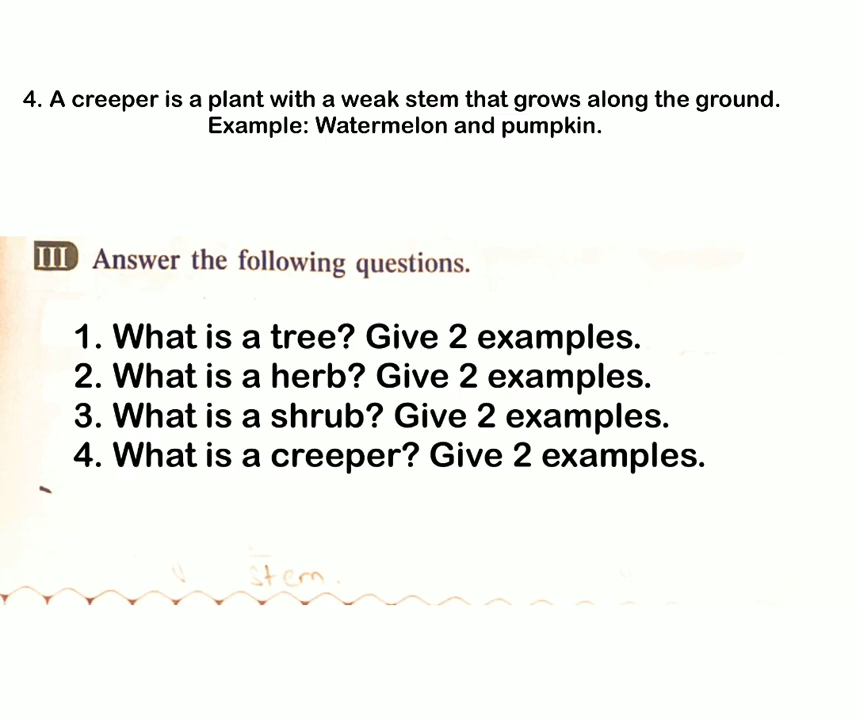 4. A creeper is a plant with a weak stem that grows along the ground.
Example: Watermelon and pumpkin.
III Answer the following questions.
1. What is a tree? Give 2 examples.
2. What is a herb? Give 2 examples.
3. What is a shrub? Give 2 examples.
4. What is a creeper? Give 2 examples.
stem.